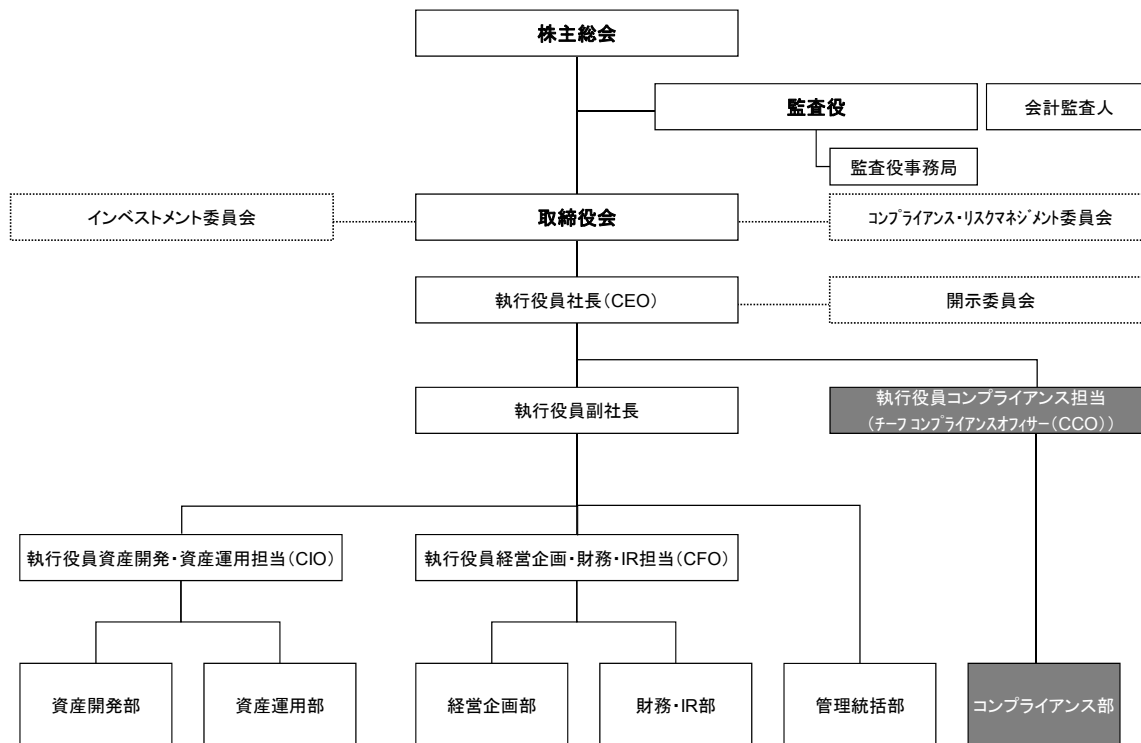 株主総会
監査役
会計監査人
監査役事務局
インベストメント委員会
取締役会
コンプライアンス・リスクマネジメント委員会
執行役員社長(CEO)
開示委員会
執行役員副社長
執行役員コンプライアンス担当
(チーフ コンプライアンスオフィサー(CCO))
執行役員資産開発・資産運用担当(CIO)
執行役員経営企画・財務・IR担当(CFO)
資産開発部
資産運用部
経営企画部
財務・IR部
管理統括部
コンプライアンス部